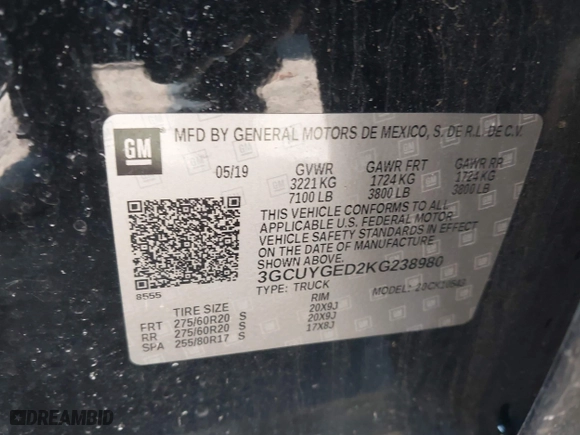 GM
MFD BY GENERAL MOTORS DE MEXICO, S. DE R.L. DE C.V.
05/19 GVWR GAWR FRT GAWR RR
3221 KG 1724 KG 1724 KG
7100 LB 3800 LB 3800 LB
THIS VEHICLE CONFORMS TO ALL
APPLICABLE U.S. FEDERAL MOTOR
VEHICLE SAFETY STANDARDS IN EFFECT
ON THE DATE OF MANUFACTURE
SHOWN ABOVE.
3GCUYGED2KG238980
8555
TYPE: TRUCK MODEL:
TIRE SIZE RIM
FRT 275/60R20 S 20X9J
RR 275/60R20 S 20X9J
SPA 255/80R17 S 17X8J
DREAMBID